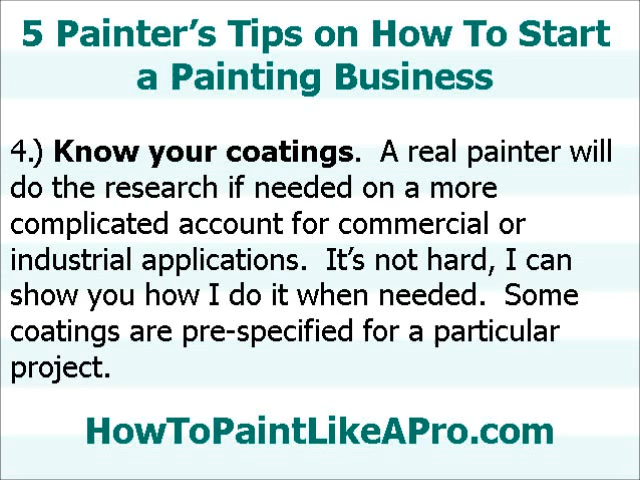 5 Painter's Tips on How To Start
a Painting Business
4.) Know your coatings.  A real painter will
do the research if needed on a more
complicated account for commercial or
industrial applications.  It's not hard, I can
show you how I do it when needed.  Some
coatings are pre-specified for a particular
project.
HowToPaintLikeAPro.com